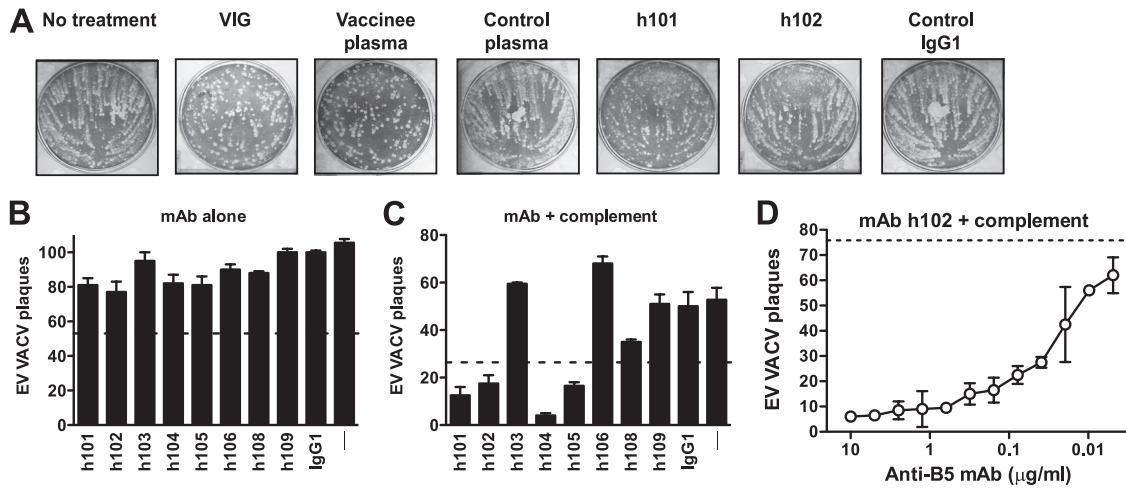 A
No treatment
VIG
Vaccinee
plasma
Control
plasma
h101
h102
Control
IgG1
B
mAb alone
EV VACV plaques
100
80
60
40
20
0
h101
h102
h103
h104
h105
h106
h108
h109
IgG1
—
C
mAb + complement
EV VACV plaques
80
60
40
20
0
h101
h102
h103
h104
h105
h106
h108
h109
IgG1
—
D
mAb h102 + complement
EV VACV plaques
80
70
60
50
40
30
20
10
0
10
1
0.1
0.01
Anti-B5 mAb (μg/ml)